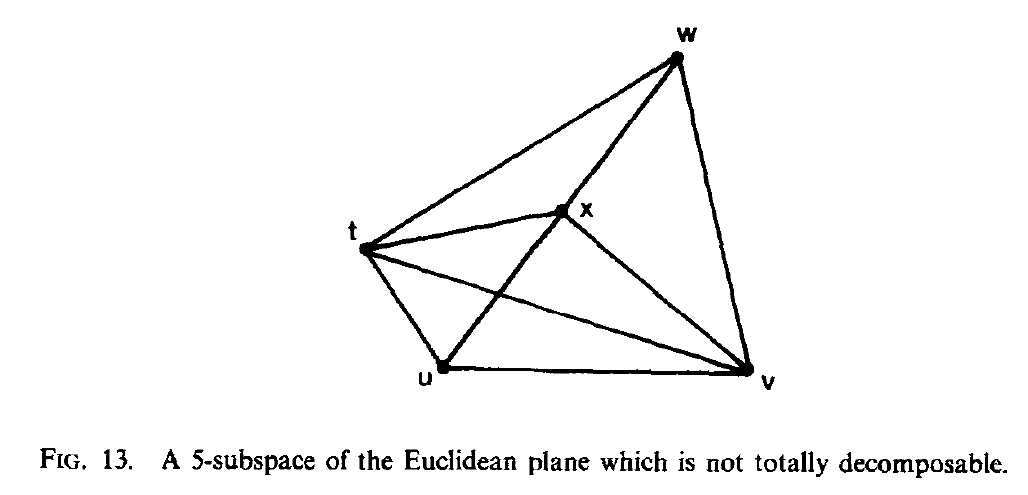 w
x
t
u
v
FIG. 13. A 5-subspace of the Euclidean plane which is not totally decomposable.